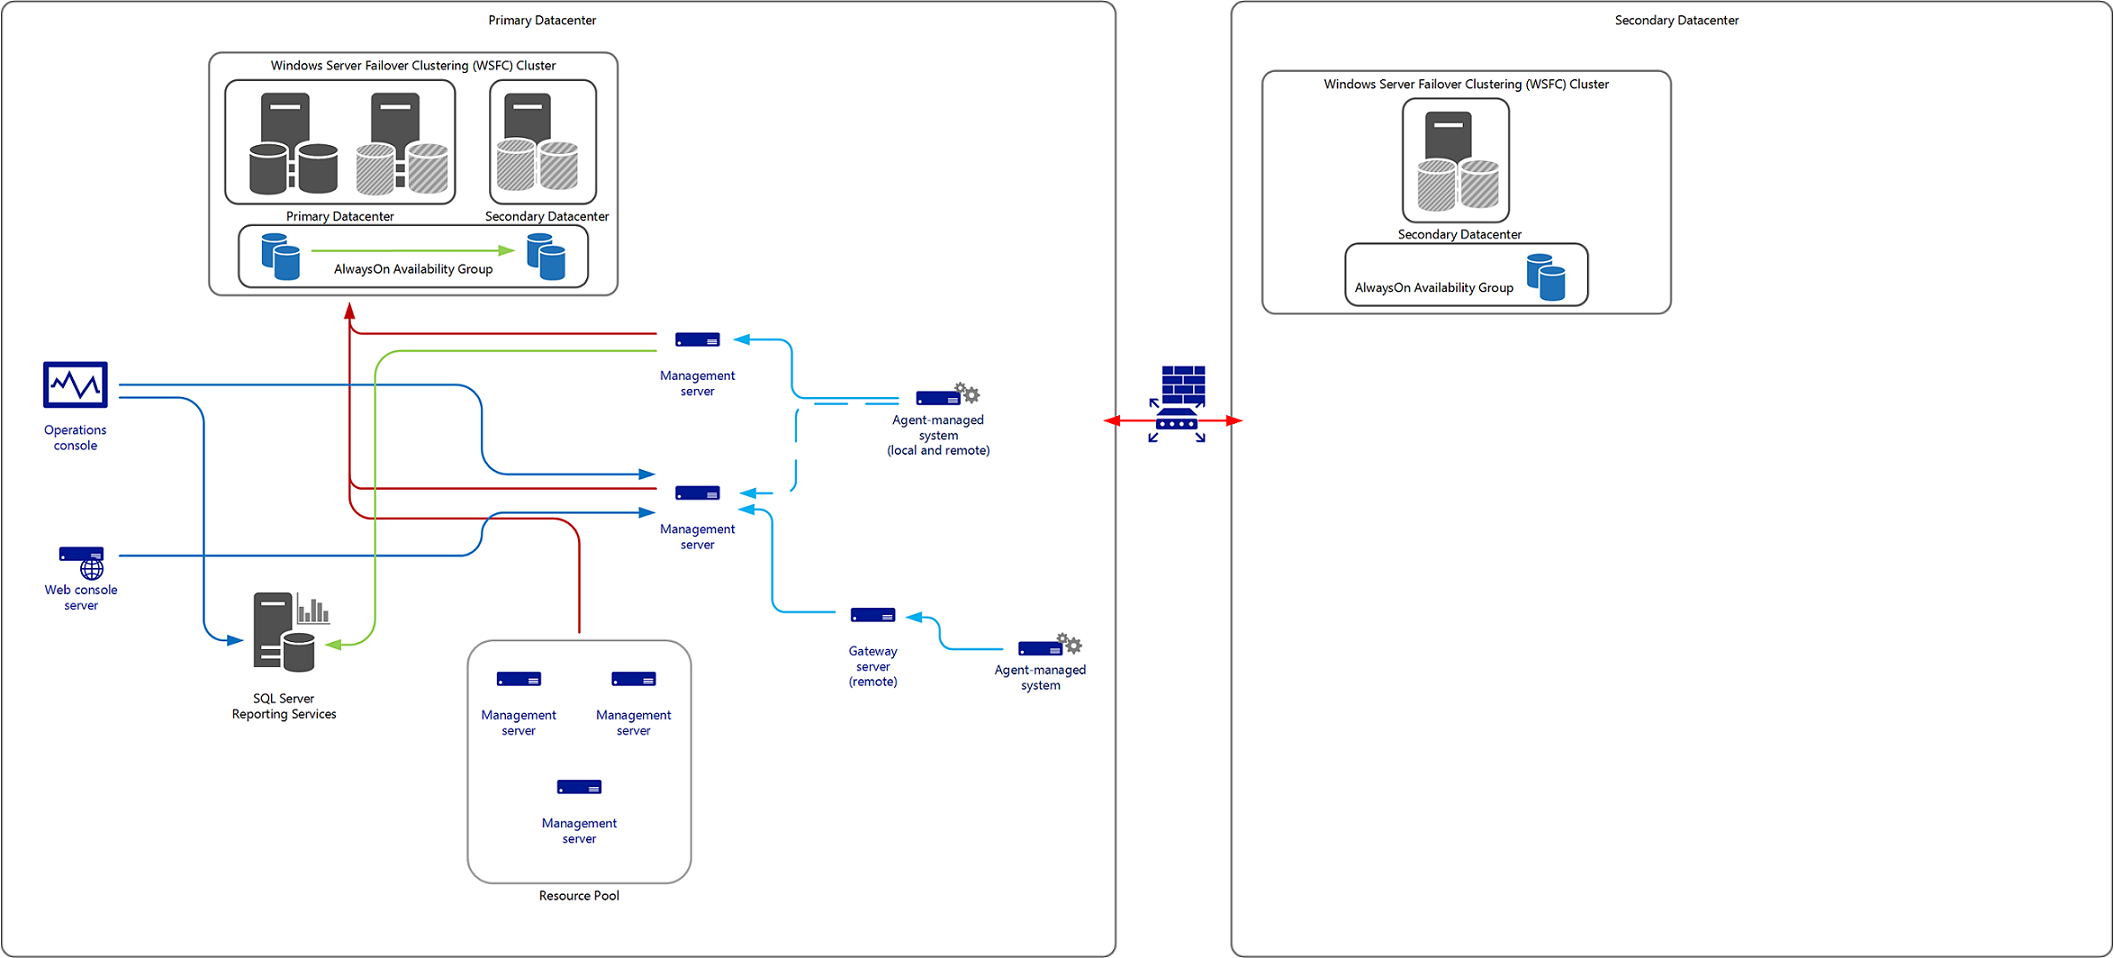 Primary Datacenter
Windows Server Failover Clustering (WSFC) Cluster
Primary Datacenter
Secondary Datacenter
AlwaysOn Availability Group
Management
server
Operations
console
Agent-managed
system
(local and remote)
Management
server
Web console
server
SQL Server
Reporting Services
Gateway
server
(remote)
Agent-managed
system
Management
server
Management
server
Management
server
Resource Pool
Secondary Datacenter
Windows Server Failover Clustering (WSFC) Cluster
Secondary Datacenter
AlwaysOn Availability Group